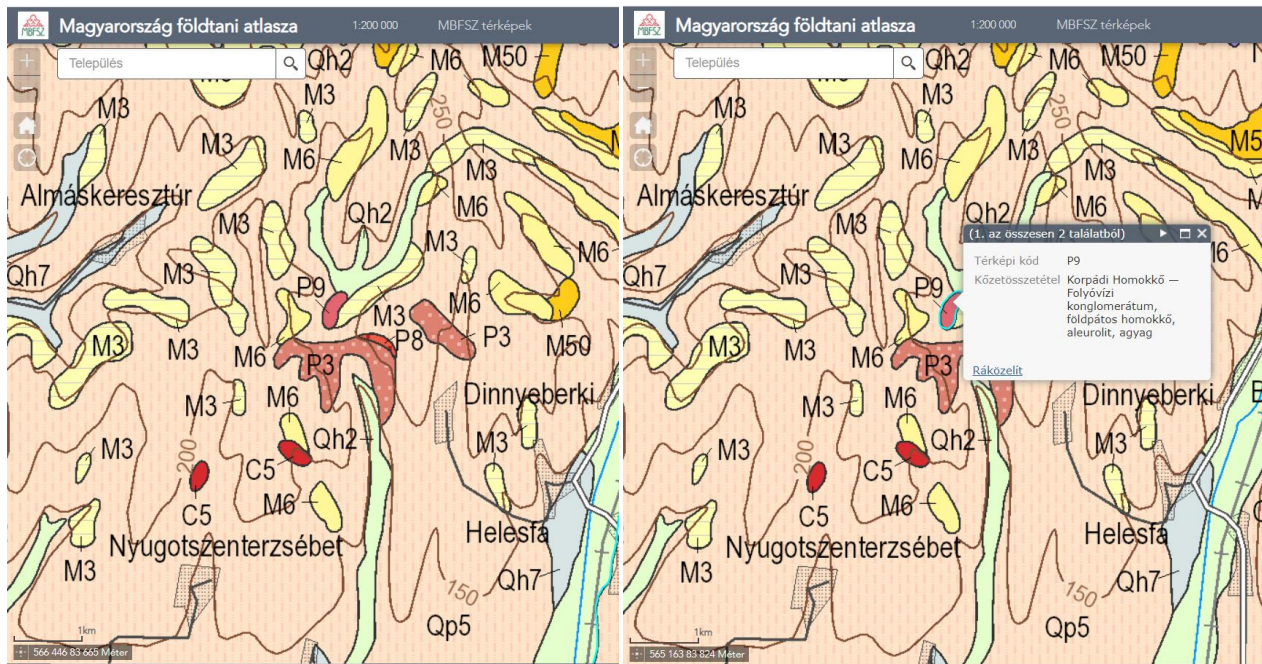 MBFSZ
Magyarország földtani atlasza
1:200 000
MBFSZ térképek
Település
Qh2
M6
M50
M3
M3
250
M3
M6
M3
M3
Almáskeresztúr
Qh2
M6
M3
M6
M3
Qh7
P9
M6
M3
M3
M3
P8
P3
M50
M6
P3
Dinnyeberki
M3
M6
M3
Qh2
M3
200
C5
C5
M6
Helesfa
Nyugotszenterzsébet
M3
Qh7
150
Qp5
1km
566 446 83 665 Méter
MBFSZ
Magyarország földtani atlasza
1:200 000
MBFSZ térképek
Település
Qh2
M6
M50
M3
M3
250
M5
M3
M6
M3
M3
Almáskeresztúr
Qh2
M6
M3
(1. az összesen 2 találatból)
M6
M3
Térképi kód P9
Kőzetösszetétel Korpádi Homokkő —
Folyóvízi
konglomerátum,
földpátos homokkő,
aleurolit, agyag
Ráközelít
Qh7
P9
M3
M3
M6
P3
Dinnyeberki
M3
M6
M3
Qh2
M3
200
C5
C5
M6
Helesfa
Nyugotszenterzsébet
M3
Qh7
150
Qp5
1km
565 163 83 824 Méter